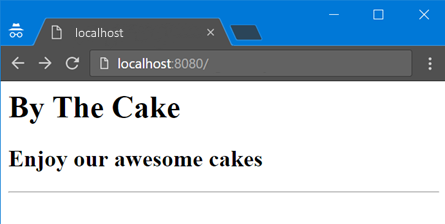 localhost
localhost:8080/
By The Cake
Enjoy our awesome cakes